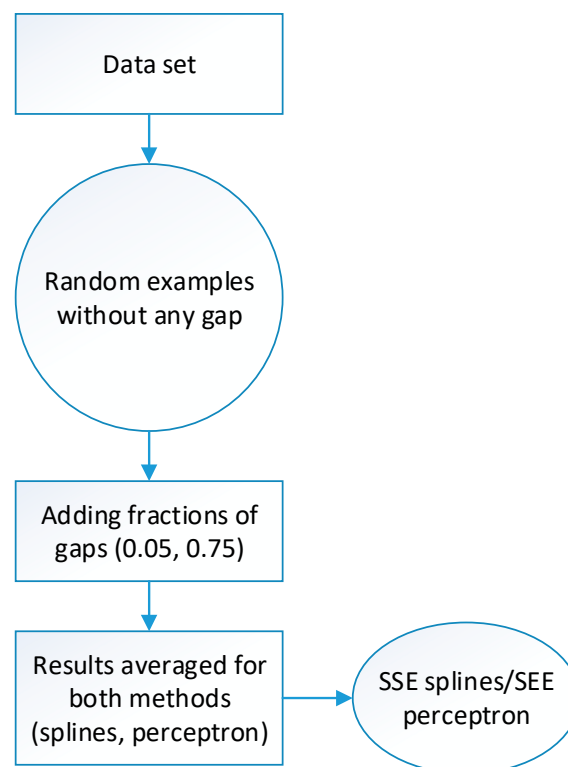 Data set
Random examples
without any gap
Adding fractions of
gaps (0.05, 0.75)
Results averaged for
both methods
(splines, perceptron)
SSE splines/SEE
perceptron